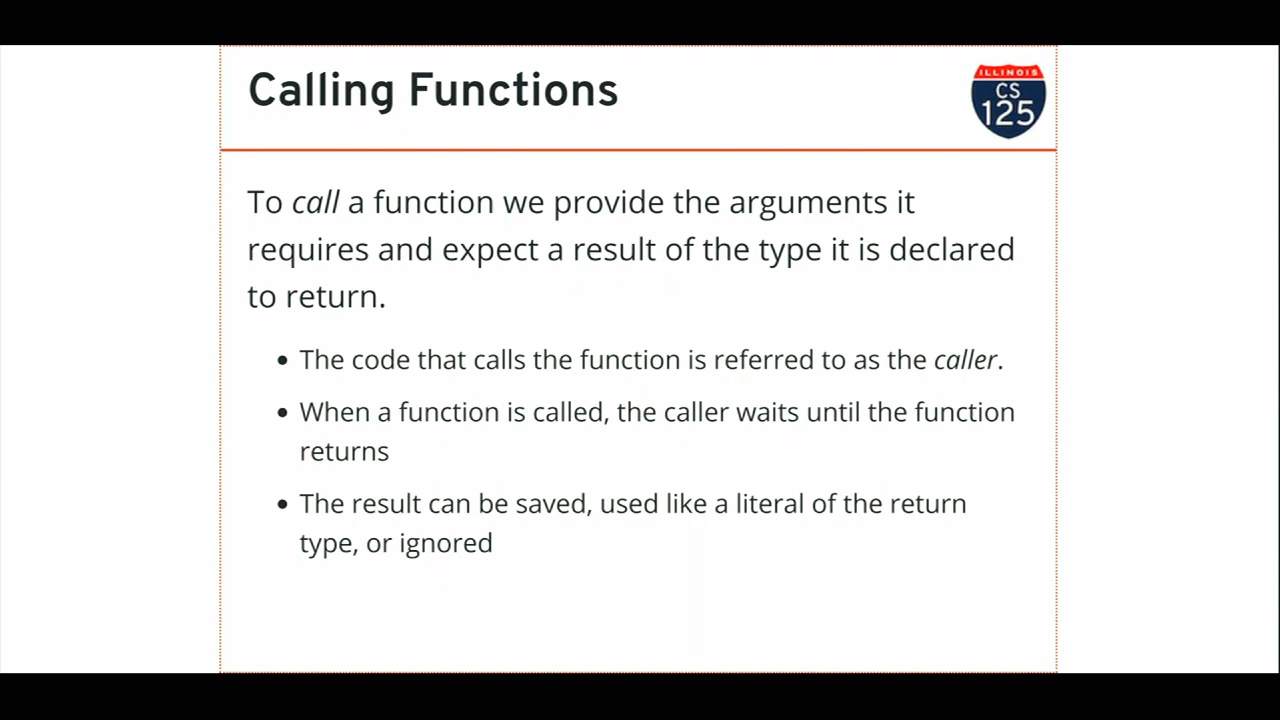 Calling Functions
ILLINOIS
CS
125
To call a function we provide the arguments it
requires and expect a result of the type it is declared
to return.
• The code that calls the function is referred to as the caller.
• When a function is called, the caller waits until the function
returns
• The result can be saved, used like a literal of the return
type, or ignored